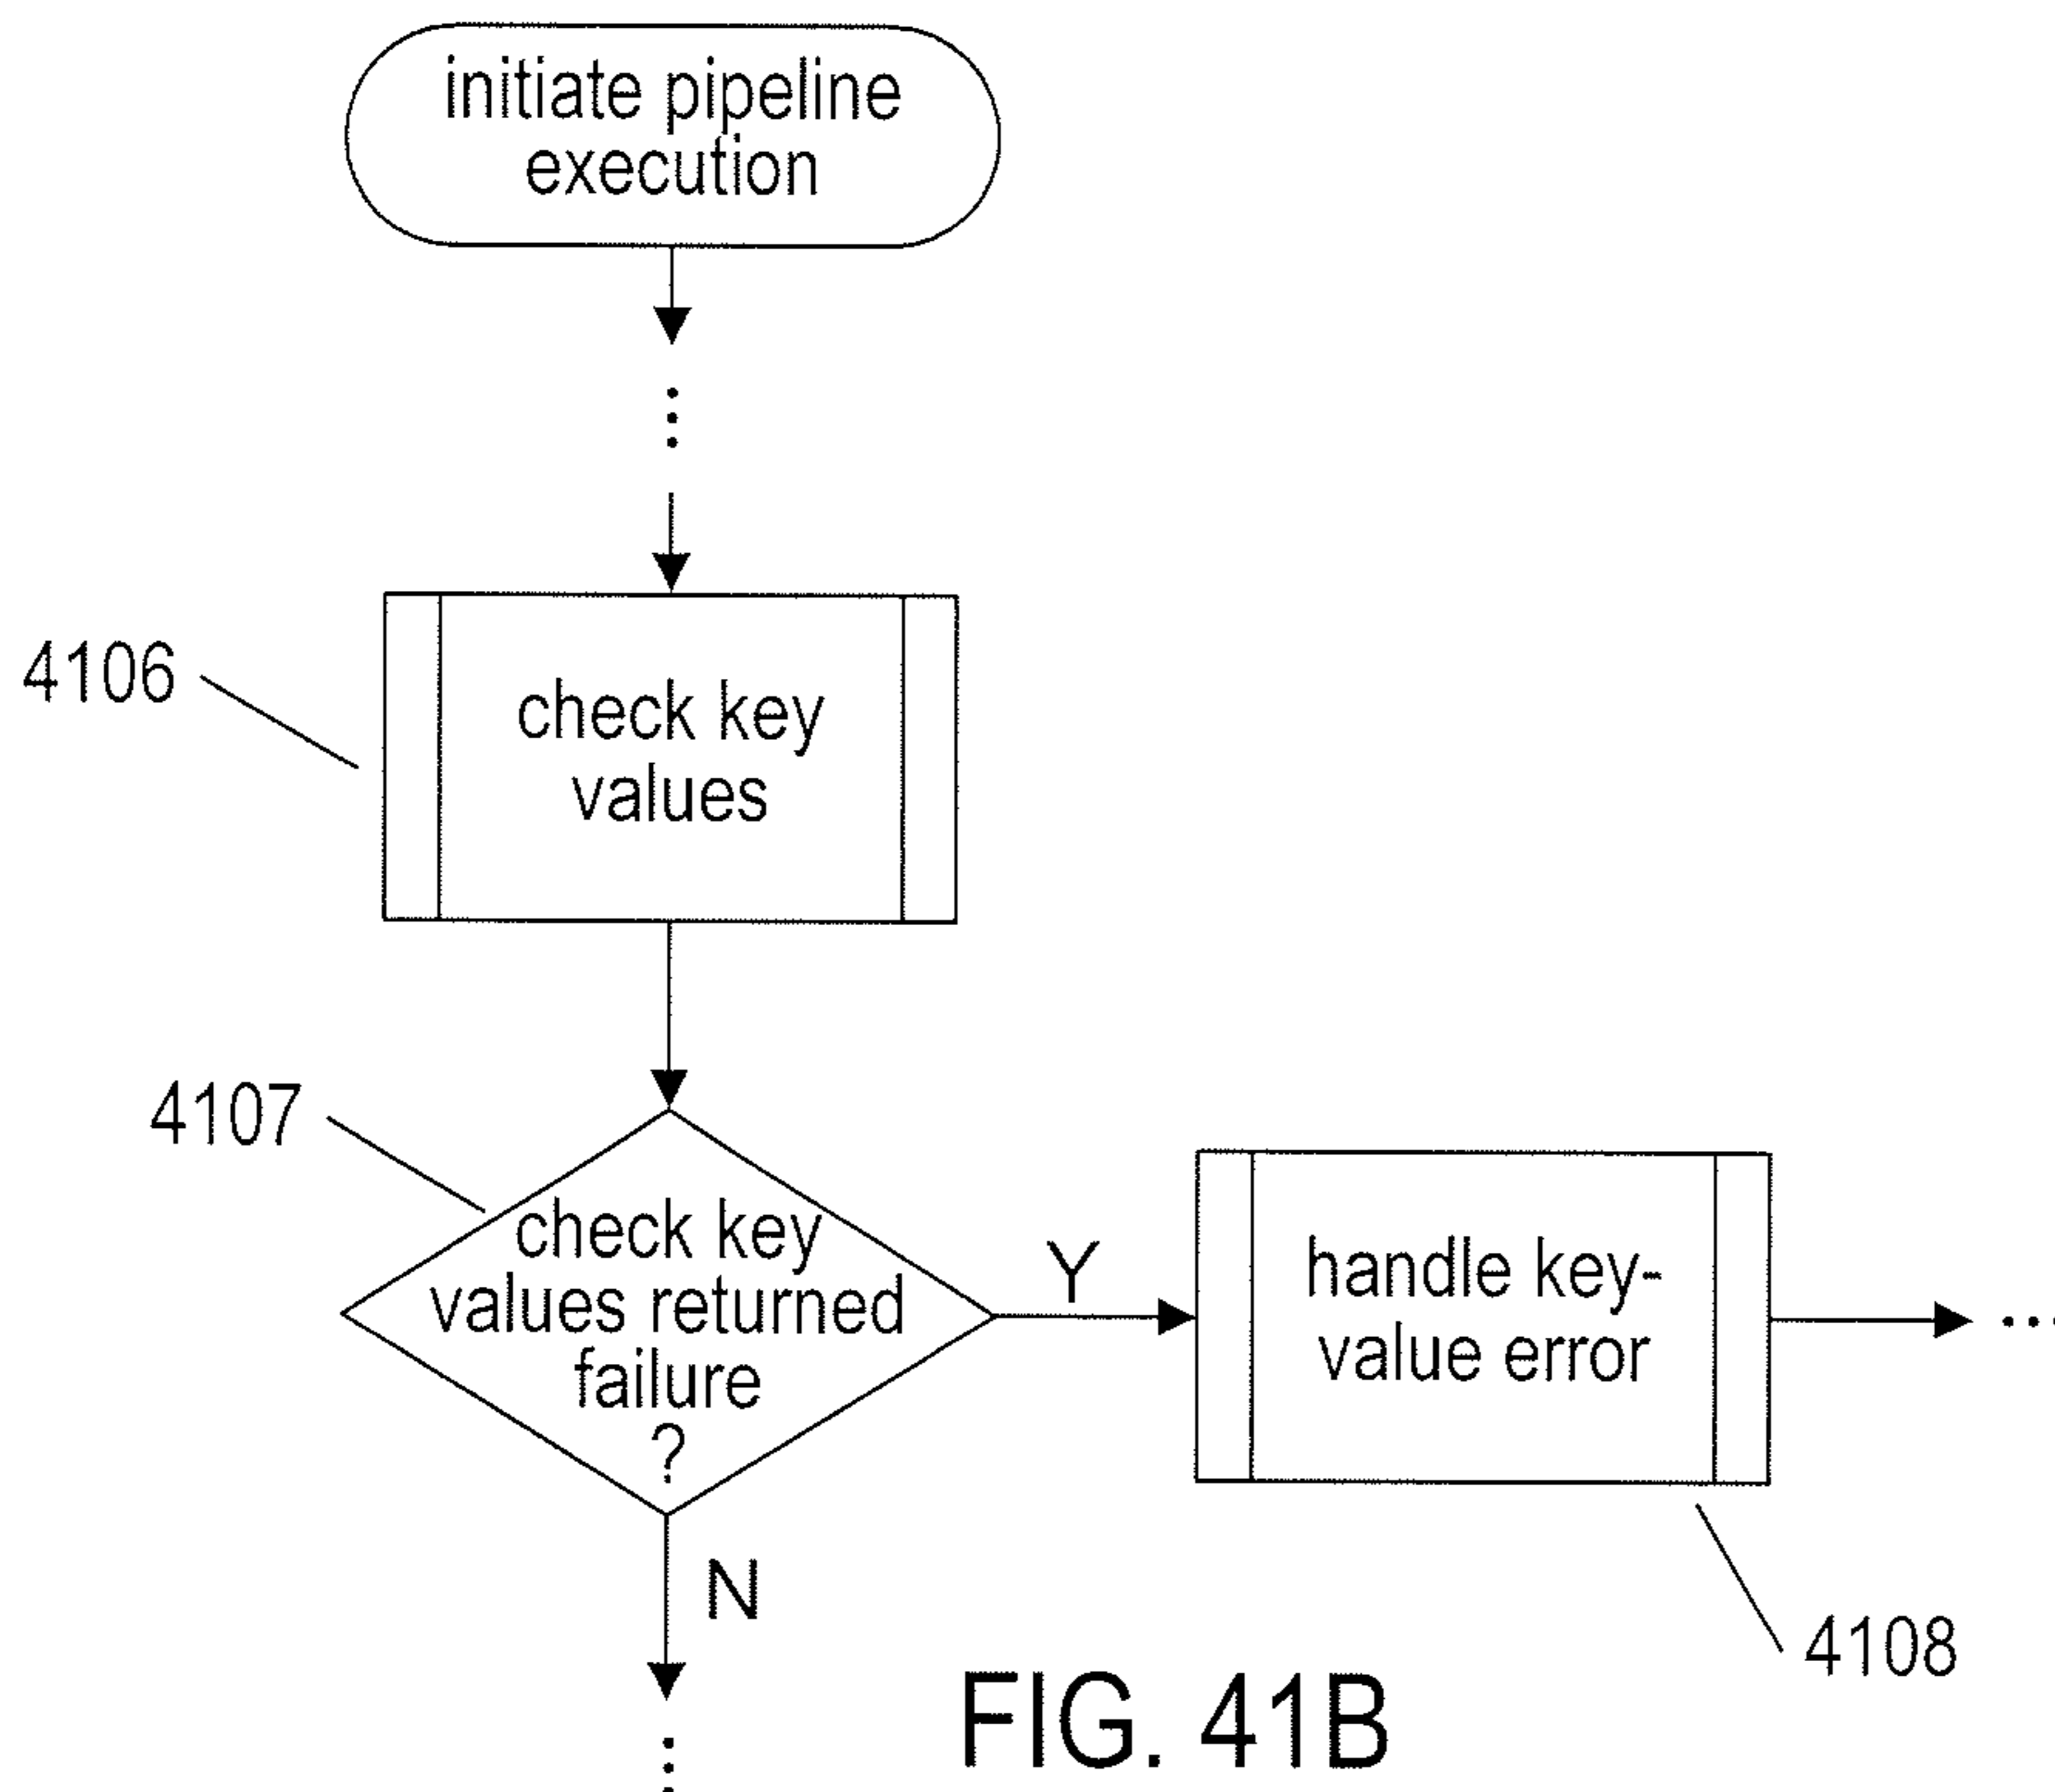 initiate pipeline
execution
4106
check key
values
4107
check key
values returned
failure
?
Y
handle key-
value error
N
4108
FIG. 41B